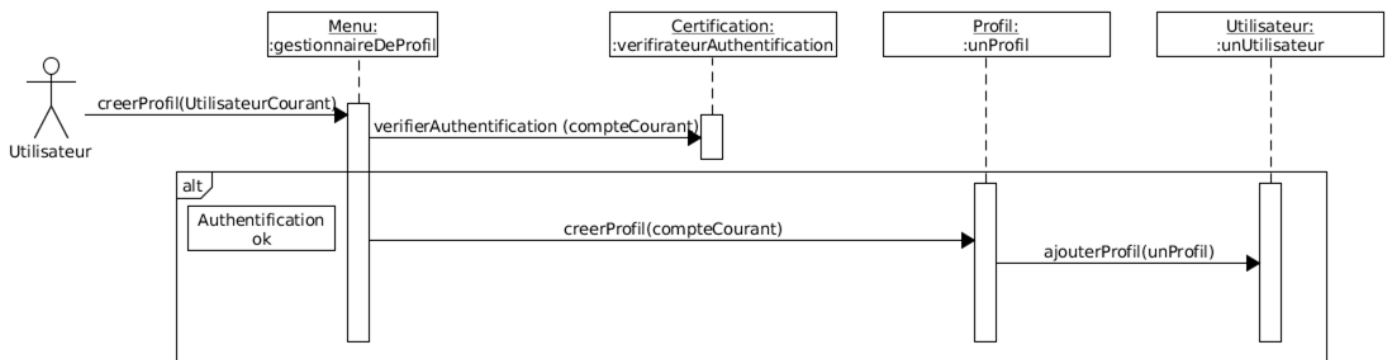 Menu:
:gestionnaireDeProfil
Certification:
:verifirateurAuthentification
Profil:
:unProfil
Utilisateur:
:unUtilisateur
creerProfil(UtilisateurCourant)
verifierAuthentification (compteCourant)
Utilisateur
alt
Authentification
ok
creerProfil(compteCourant)
ajouterProfil(unProfil)